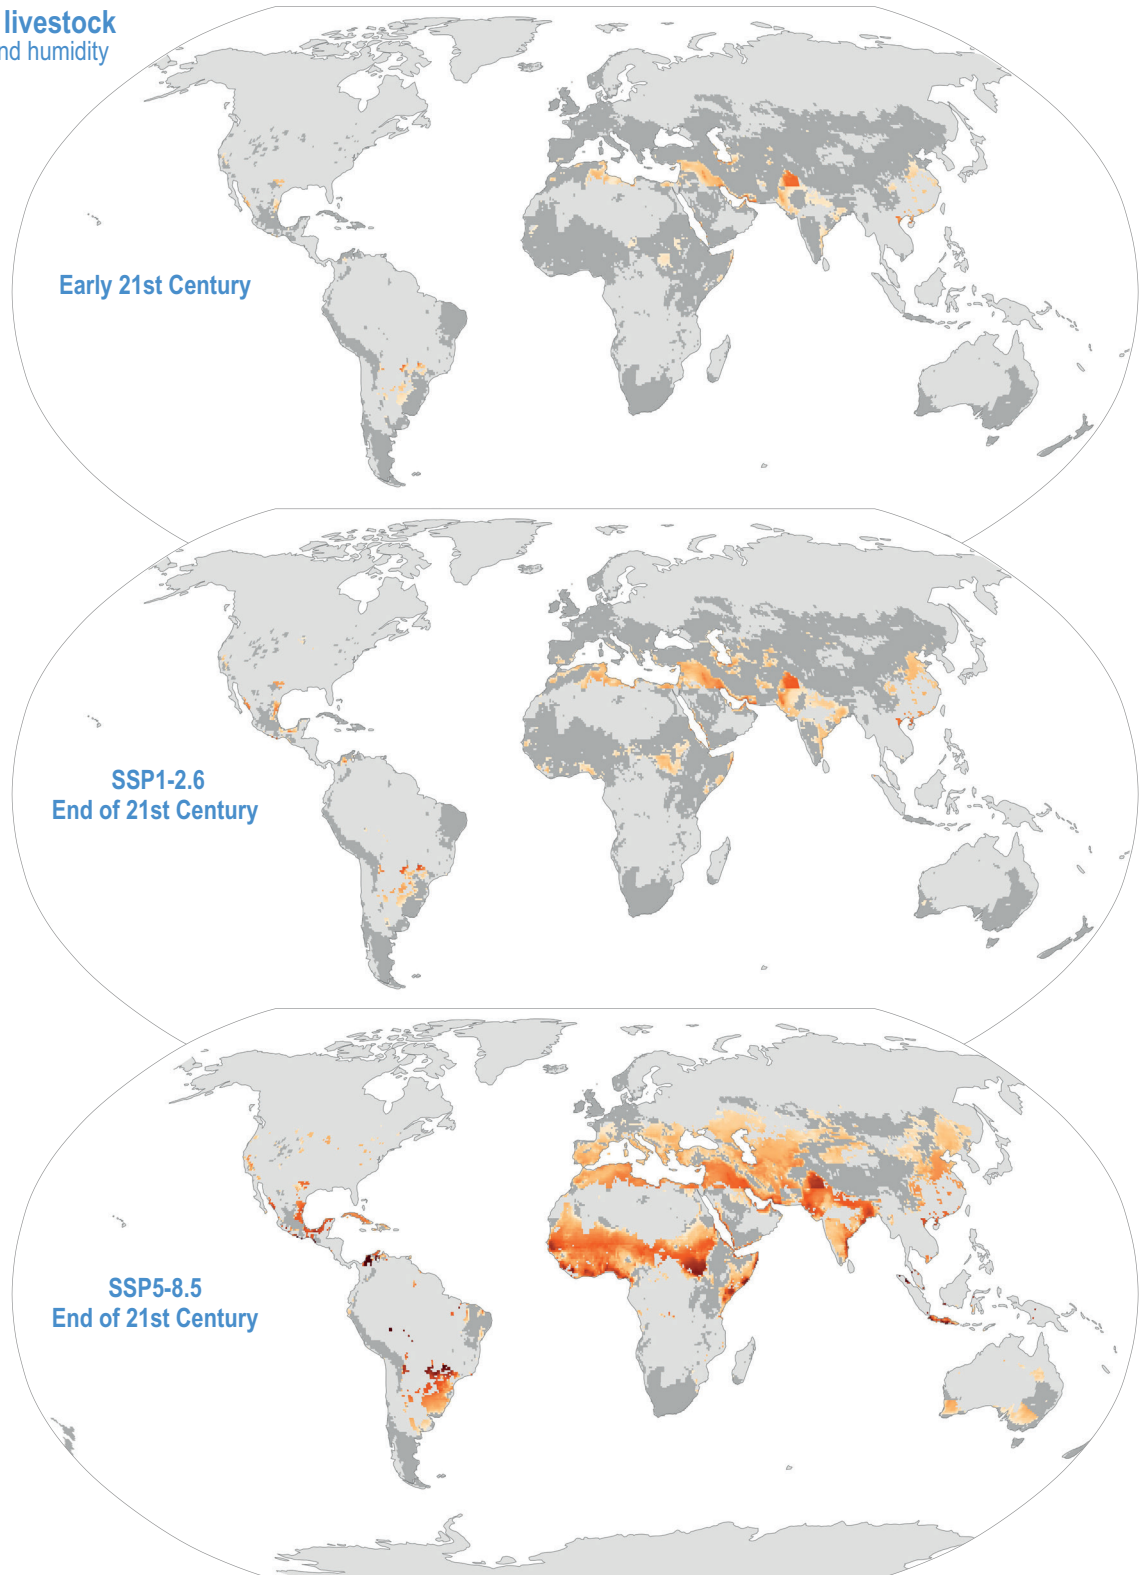 livestock
nd humidity
Early 21st Century
SSP1-2.6
End of 21st Century
SSP5-8.5
End of 21st Century